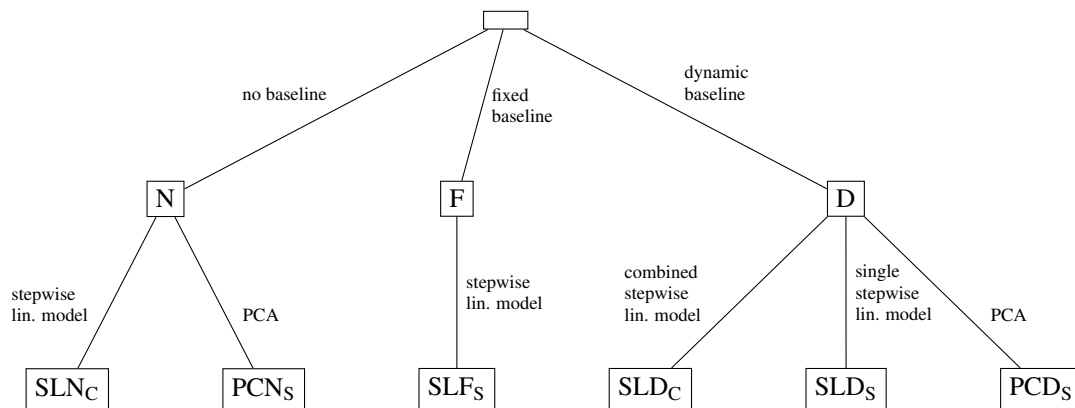 no baseline
fixed
baseline
dynamic
baseline
N
F
D
stepwise
lin. model
PCA
stepwise
lin. model
combined
stepwise
lin. model
single
stepwise
lin. model
PCA
SLN_C
PCN_S
SLF_S
SLD_C
SLD_S
PCD_S